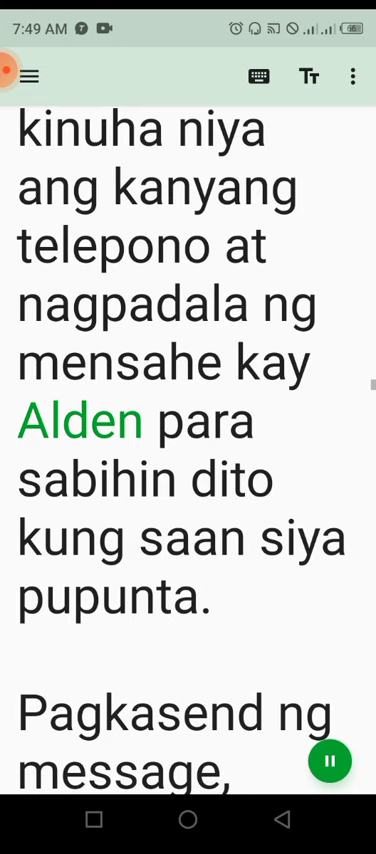 7:49 AM
Tт
kinuha niya
ang kanyang
telepono at
nagpadala ng
mensahe kay
Alden para
sabihin dito
kung saan siya
pupunta.
Pagkasend ng
message,